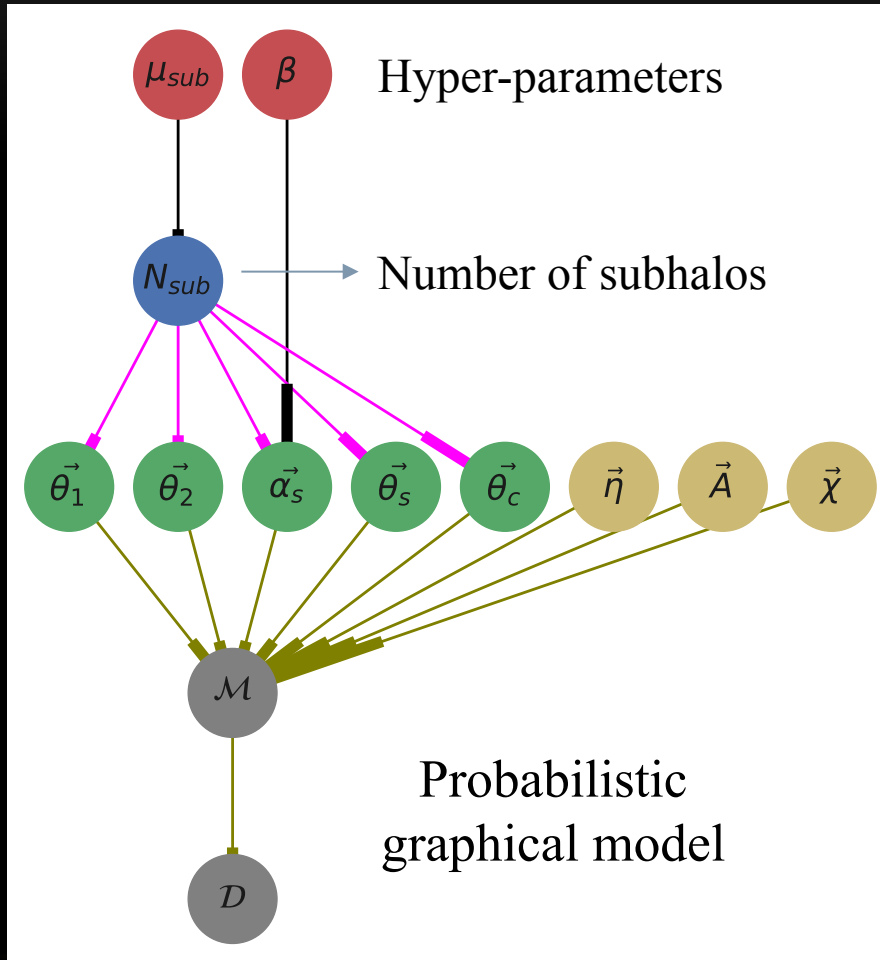 μ_sub β Hyper-parameters
N_sub Number of subhalos
θ⃗_1 θ⃗_2 α⃗_s θ⃗_s θ⃗_c η⃗ A⃗ χ⃗
ℳ
Probabilistic
graphical model
𝒟